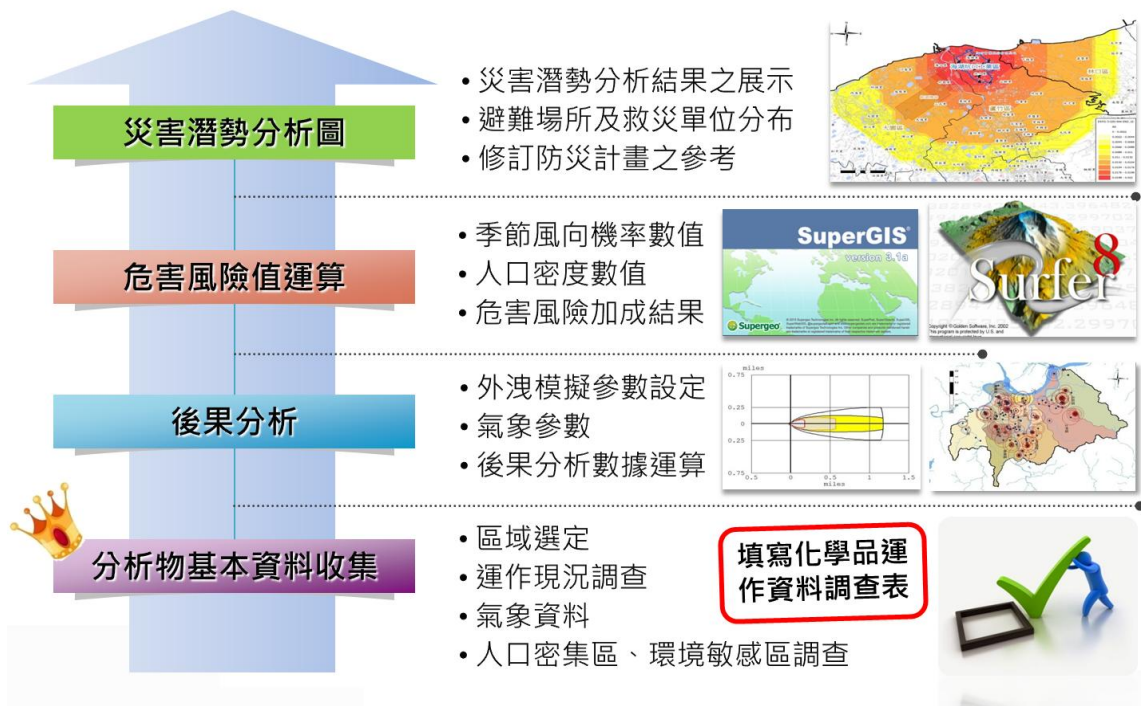 災害潛勢分析圖
• 災害潛勢分析結果之展示
• 避難場所及救災單位分布
• 修訂防災計畫之參考
危害風險值運算
• 季節風向機率數值
• 人口密度數值
• 危害風險加成結果
SuperGIS
version 3.1a
Supergeo
Surfer 8
後果分析
• 外洩模擬參數設定
• 氣象參數
• 後果分析數據運算
miles
0.75
0.25
0
0.25
0.75
0.5 0 0.5 1 1.5
miles
分析物基本資料收集
• 區域選定
• 運作現況調查
• 氣象資料
• 人口密集區、環境敏感區調查
填寫化學品運
作資料調查表